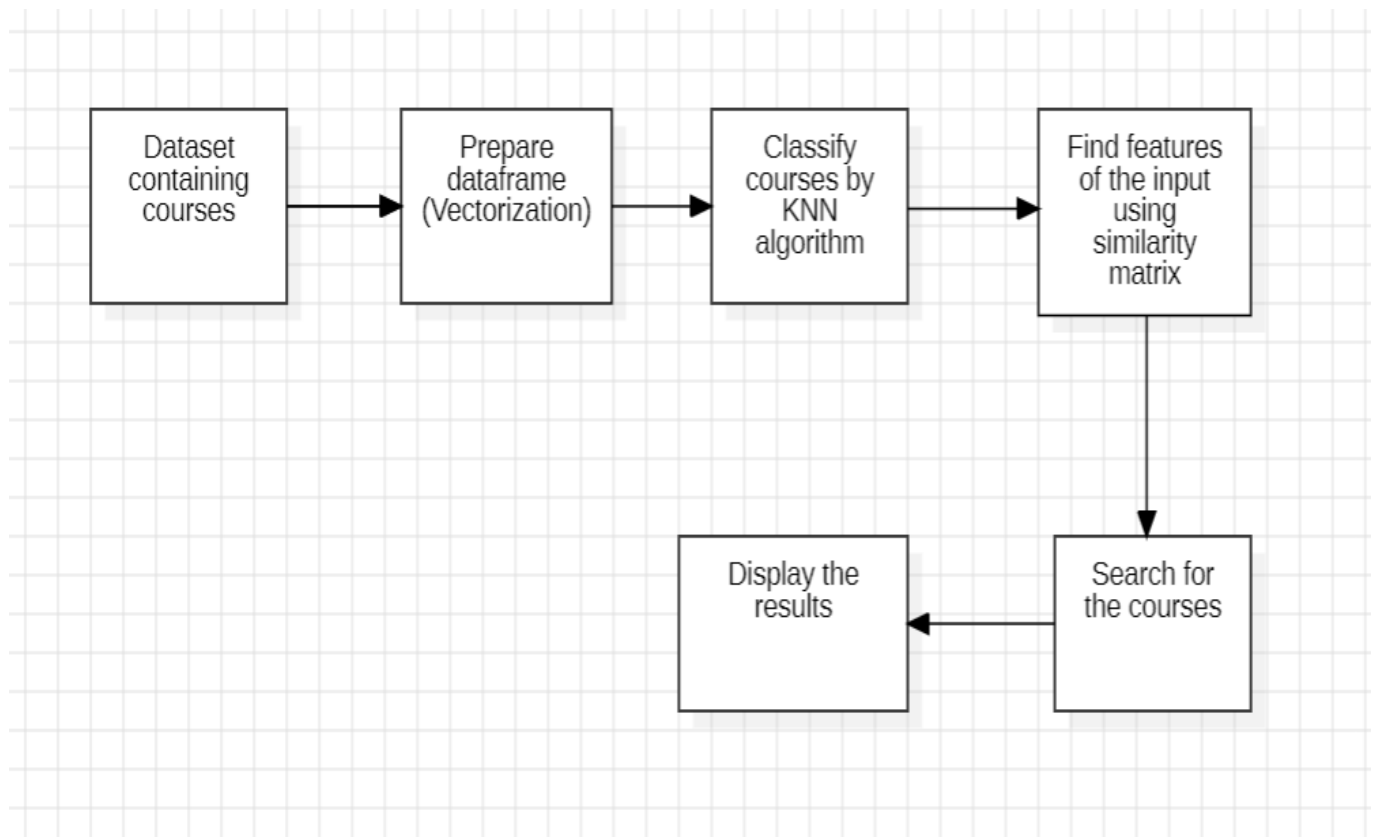 Dataset
containing
courses
Prepare
dataframe
(Vectorization)
Classify
courses by
KNN
algorithm
Find features
of the input
using
similarity
matrix
Search for
the courses
Display the
results